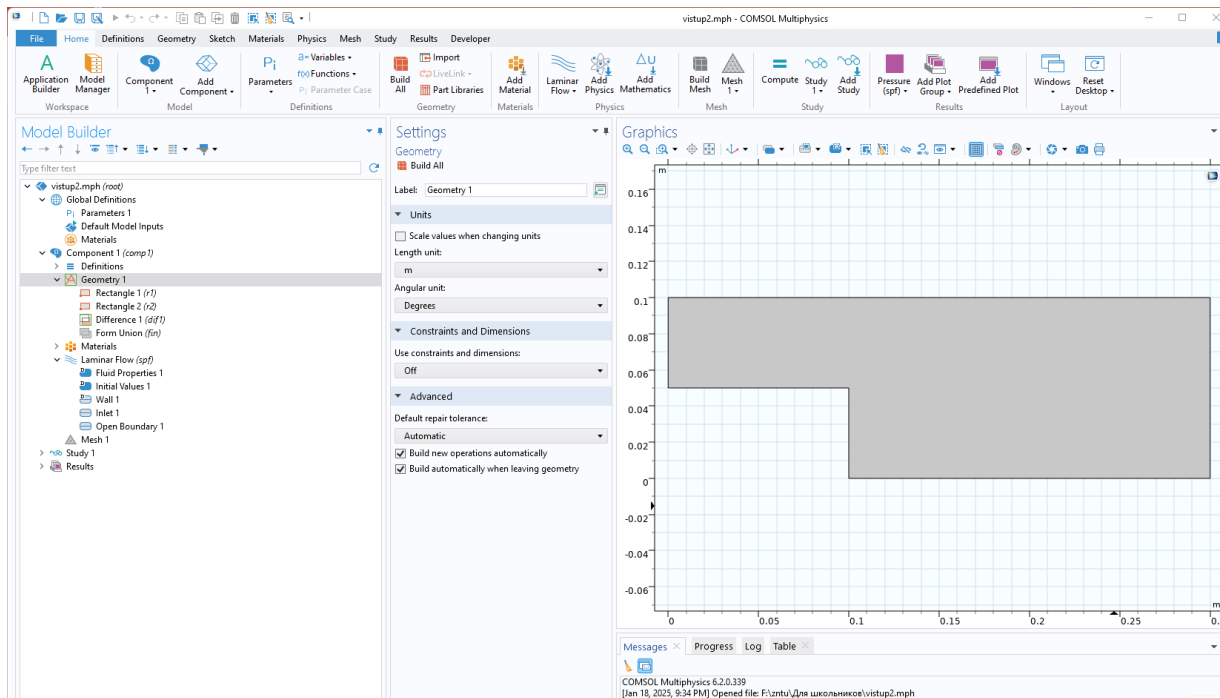 vistup2.mph - COMSOL Multiphysics
File Home Definitions Geometry Sketch Materials Physics Mesh Study Results Developer
Application Builder
Model Manager
Workspace
Component 1
Add Component
Model
Pi
Parameters
a= Variables
f(x) Functions
Pi Parameter Case
Definitions
Build All
Import
LiveLink
Part Libraries
Geometry
Add Material
Materials
Laminar Flow
Add Physics
Δu
Add Mathematics
Physics
Build Mesh
Mesh 1
Mesh
Compute
Study 1
Add Study
Study
Pressure (spf)
Add Plot Group
Add Predefined Plot
Results
Windows
Reset Desktop
Layout
Model Builder
Type filter text
vistup2.mph (root)
Global Definitions
Pi Parameters 1
Default Model Inputs
Materials
Component 1 (comp1)
Definitions
Geometry 1
Rectangle 1 (r1)
Rectangle 2 (r2)
Difference 1 (dif1)
Form Union (fin)
Materials
Laminar Flow (spf)
Fluid Properties 1
Initial Values 1
Wall 1
Inlet 1
Open Boundary 1
Mesh 1
Study 1
Results
Settings
Geometry
Build All
Label: Geometry 1
Units
Scale values when changing units
Length unit:
m
Angular unit:
Degrees
Constraints and Dimensions
Use constraints and dimensions:
Off
Advanced
Default repair tolerance:
Automatic
Build new operations automatically
Build automatically when leaving geometry
Graphics
m
0.16
0.14
0.12
0.1
0.08
0.06
0.04
0.02
0
-0.02
-0.04
-0.06
m
0 0.05 0.1 0.15 0.2 0.25
Messages Progress Log Table
COMSOL Multiphysics 6.2.0.339
[Jan 18, 2025, 9:34 PM] Opened file: F:\zntu\Для школьников\vistup2.mph